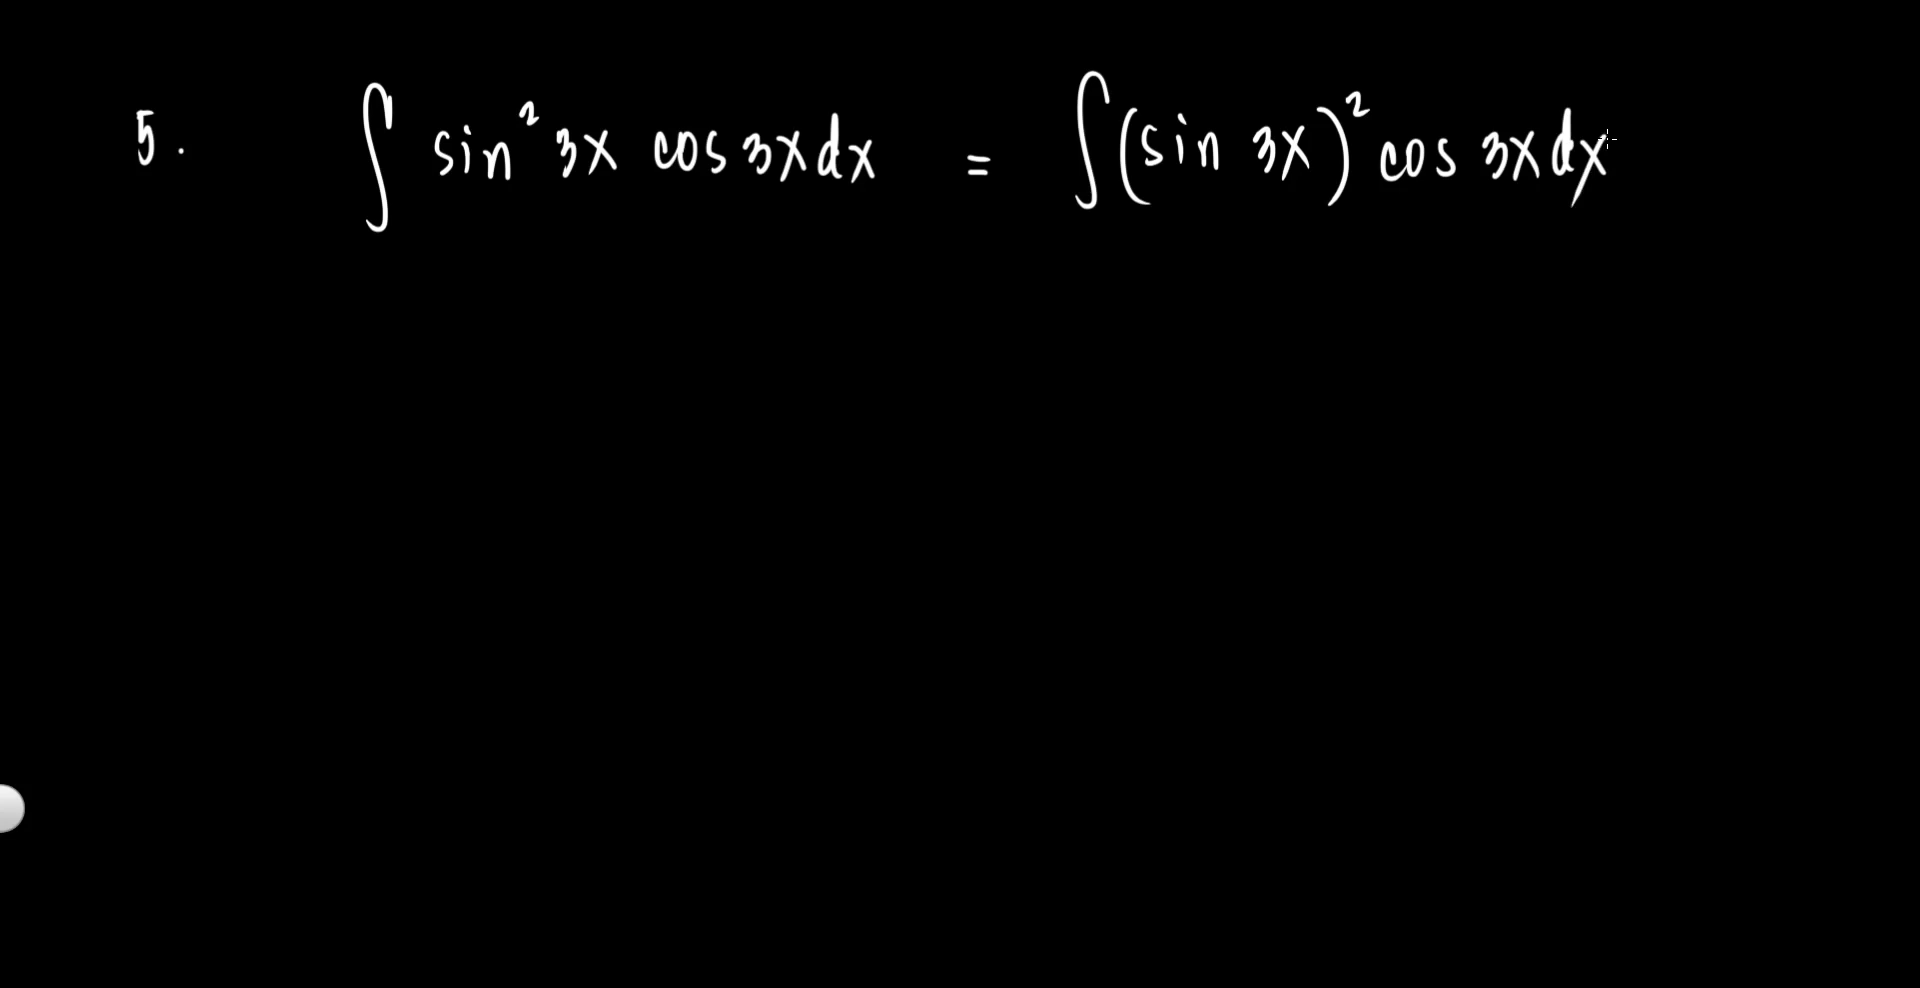 5. ∫ sin² 3x cos 3x dx = ∫ (sin 3x)² cos 3x dx